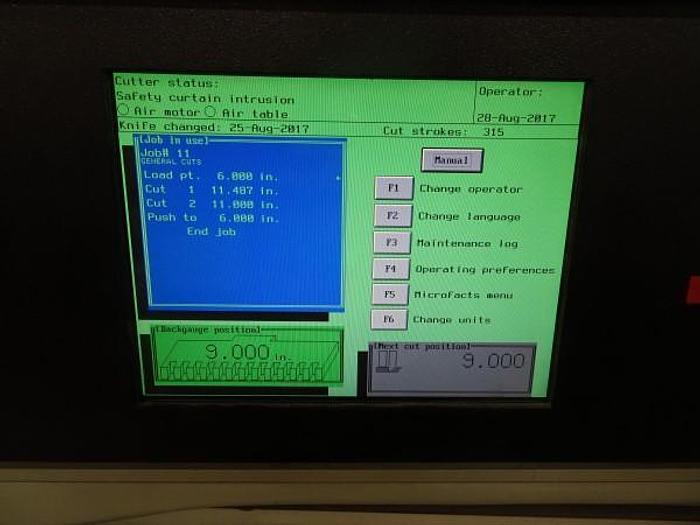 Cutter status:
Safety curtain intrusion
Air motor Air table
Operator:
28-Aug-2017
Knife changed: 25-Aug-2017
Cut strokes: 315
[Job in use]
Job# 11
GENERAL CUTS
Load pt. 6.000 in.
Cut 1 11.487 in.
Cut 2 11.000 in.
Push to 6.000 in.
End job
Manual
F1 Change operator
F2 Change language
F3 Maintenance log
F4 Operating preferences
F5 Microfacts menu
F6 Change units
[Backgauge position]
9.000 in.
[Next cut position]
9.000